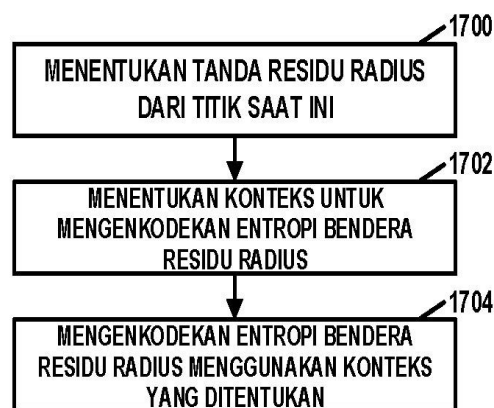 1700
MENENTUKAN TANDA RESIDU RADIUS
DARI TITIK SAAT INI
1702
MENENTUKAN KONTEKS UNTUK
MENGENKODEKAN ENTROPI BENDERA
RESIDU RADIUS
1704
MENGENKODEKAN ENTROPI BENDERA
RESIDU RADIUS MENGGUNAKAN KONTEKS
YANG DITENTUKAN